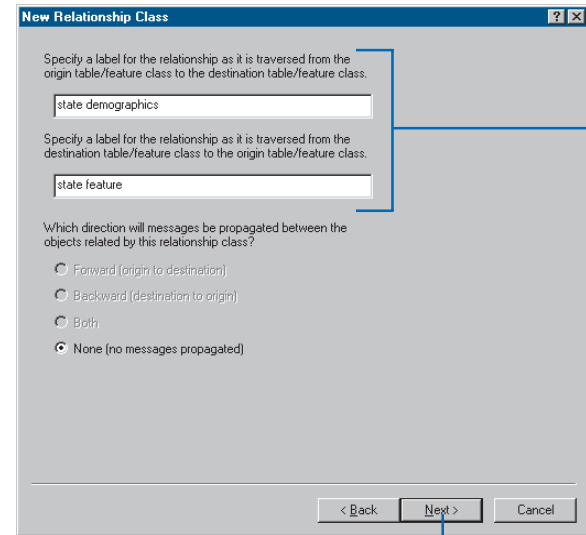 New Relationship Class
Specify a label for the relationship as it is traversed from the
origin table/feature class to the destination table/feature class.
state demographics
Specify a label for the relationship as it is traversed from the
destination table/feature class to the origin table/feature class.
state feature
Which direction will messages be propagated between the
objects related by this relationship class?
Forward (origin to destination)
Backward (destination to origin)
Both
None (no messages propagated)
< Back
Next >
Cancel